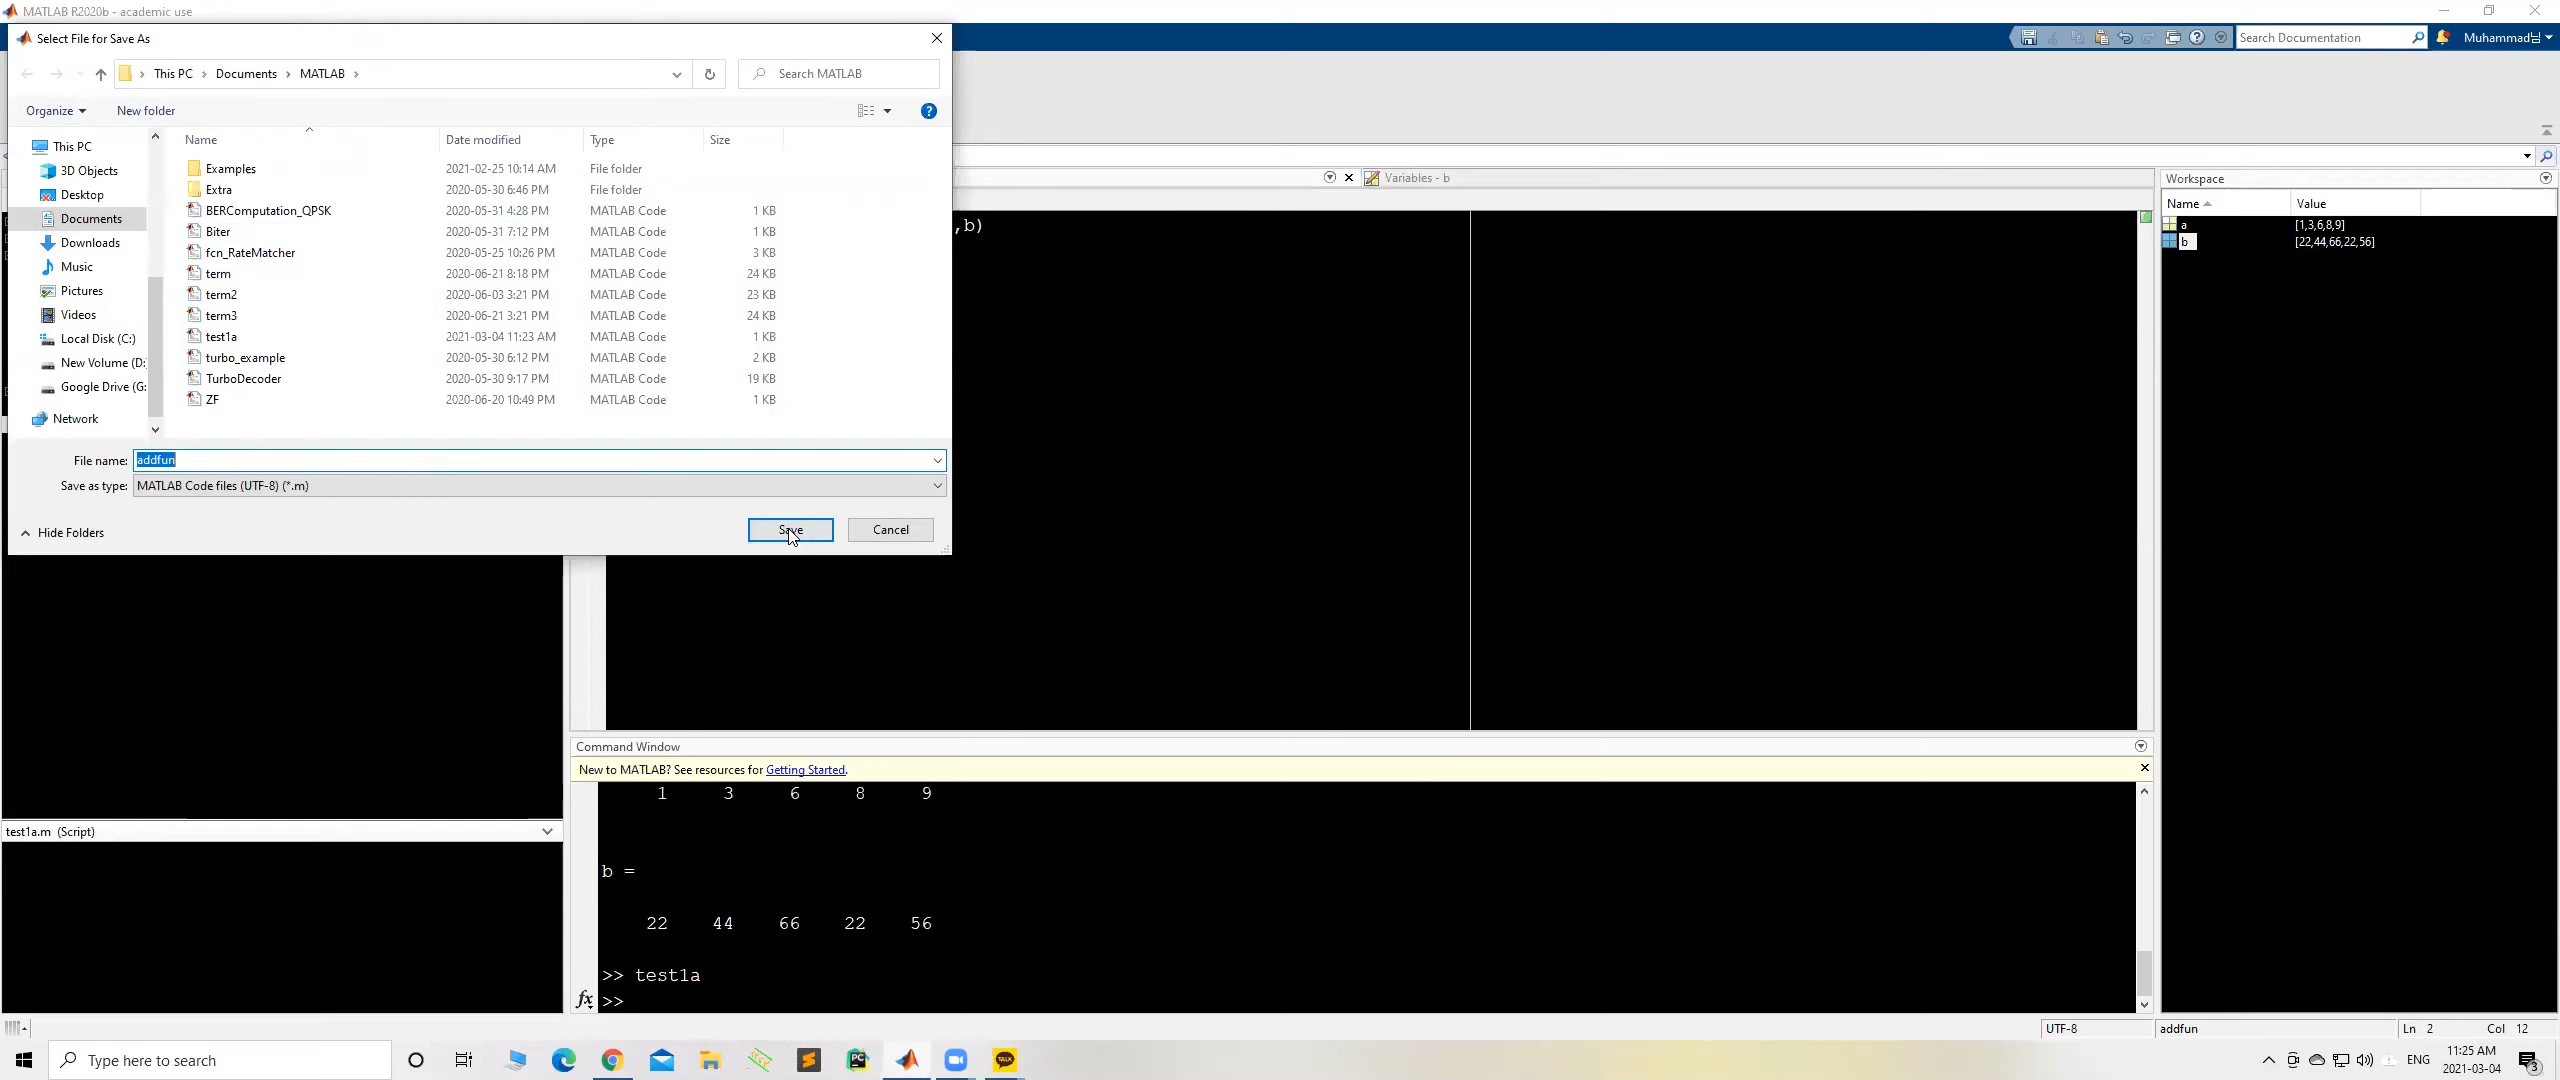 MATLAB R2020b - academic use
Select File for Save As
Search Documentation
Muhammad
This PC > Documents > MATLAB >
Search MATLAB
Organize
New folder
This PC
3D Objects
Desktop
Documents
Downloads
Music
Pictures
Videos
Local Disk (C:)
New Volume (D:
Google Drive (G:
Network
Name Date modified Type Size
Examples 2021-02-25 10:14 AM File folder
Extra 2020-05-30 6:46 PM File folder
BERComputation_QPSK 2020-05-31 4:28 PM MATLAB Code 1 KB
Biter 2020-05-31 7:12 PM MATLAB Code 1 KB
fcn_RateMatcher 2020-05-25 10:26 PM MATLAB Code 3 KB
term 2020-06-21 8:18 PM MATLAB Code 24 KB
term2 2020-06-03 3:21 PM MATLAB Code 23 KB
term3 2020-06-21 3:21 PM MATLAB Code 24 KB
test1a 2021-03-04 11:23 AM MATLAB Code 1 KB
turbo_example 2020-05-30 6:12 PM MATLAB Code 2 KB
TurboDecoder 2020-05-30 9:17 PM MATLAB Code 19 KB
ZF 2020-06-20 10:49 PM MATLAB Code 1 KB
File name: addfun
Save as type: MATLAB Code files (UTF-8) (*.m)
Hide Folders
Save
Cancel
Variables - b
,b)
Workspace
Name Value
a [1,3,6,8,9]
b [22,44,66,22,56]
Command Window
New to MATLAB? See resources for Getting Started.
1 3 6 8 9
b =
22 44 66 22 56
>> test1a
fx >>
test1a.m (Script)
UTF-8
addfun
Ln 2 Col 12
Type here to search
PC
TALK
ENG
11:25 AM
2021-03-04
3